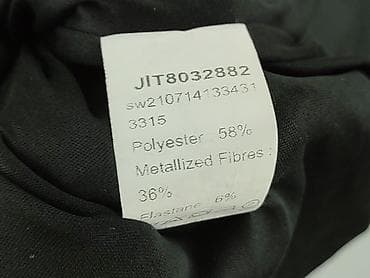 JIT8032882
sw210714133431
3315
Polyester 58%
Metallized Fibres :
36%
Elastane 6%